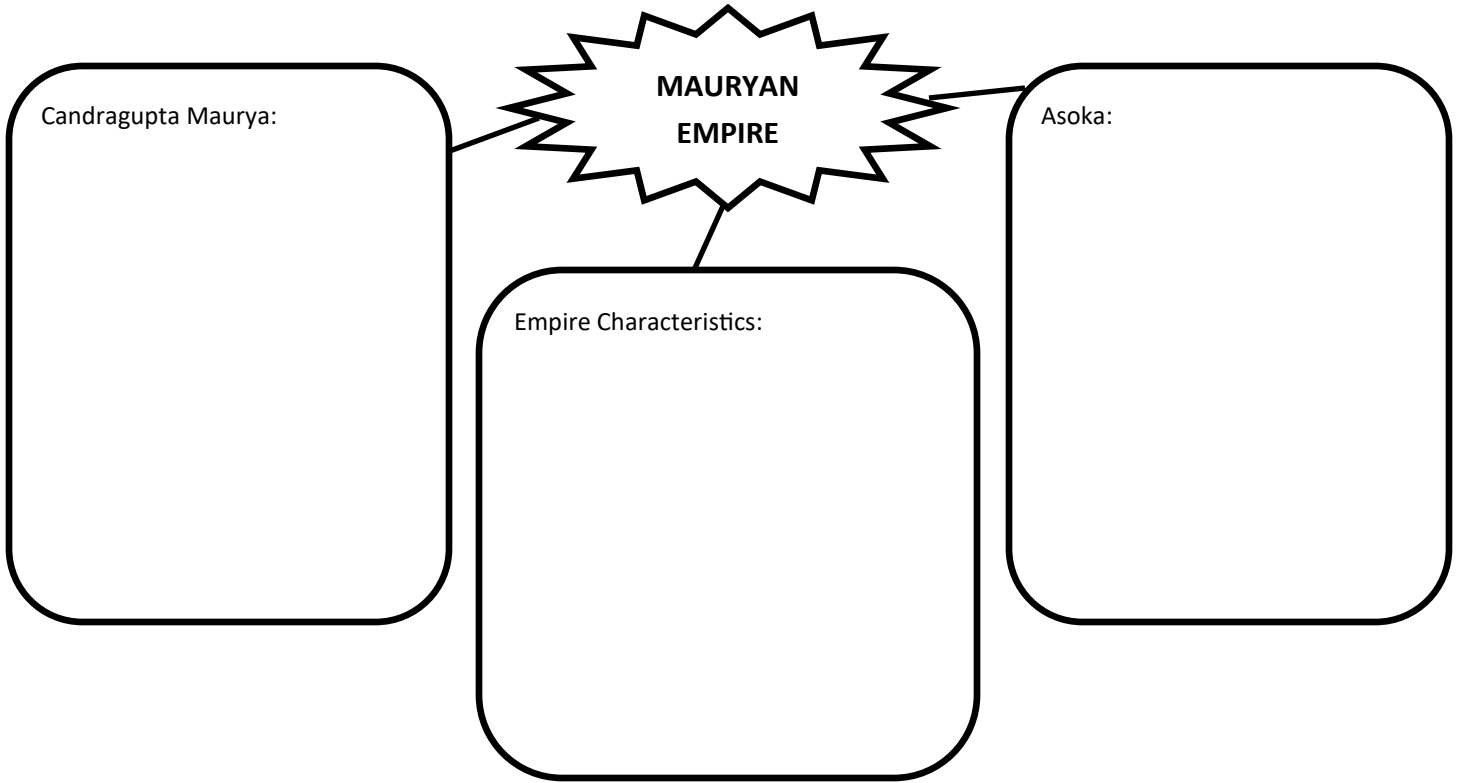 MAURYAN
EMPIRE
Candragupta Maurya:
Asoka:
Empire Characteristics: